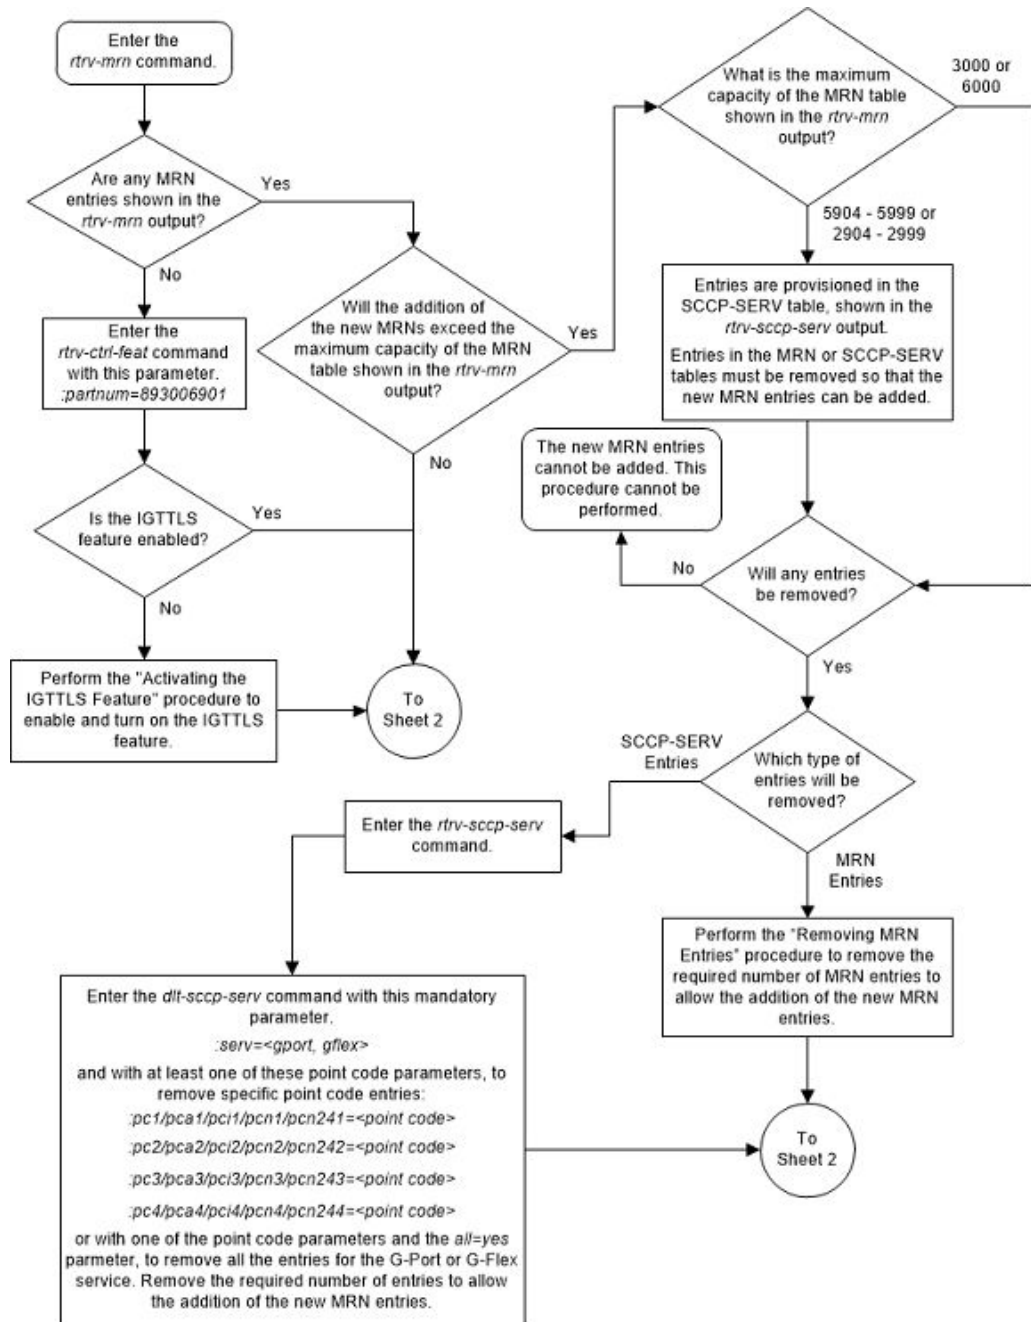 Enter the
rtrv-mrn command.
Are any MRN
entries shown in the
rtrv-mrn output?
Yes
No
Enter the
rtrv-ctrl-feat command
with this parameter.
:partnum=893006901
Is the IGTTLS
feature enabled?
Yes
No
Perform the "Activating the
IGTTLS Feature" procedure to
enable and turn on the IGTTLS
feature.
Will the addition of
the new MRNs exceed the
maximum capacity of the MRN
table shown in the rtrv-mrn
output?
Yes
No
To
Sheet 2
What is the maximum
capacity of the MRN table
shown in the rtrv-mrn
output?
3000 or
6000
5904 - 5999 or
2904 - 2999
Entries are provisioned in the
SCCP-SERV table, shown in the
rtrv-sccp-serv output.
Entries in the MRN or SCCP-SERV
tables must be removed so that the
new MRN entries can be added.
The new MRN entries
cannot be added. This
procedure cannot be
performed.
No
Will any entries
be removed?
Yes
SCCP-SERV
Entries
Which type of
entries will be
removed?
MRN
Entries
Enter the rtrv-sccp-serv
command.
Perform the "Removing MRN
Entries" procedure to remove the
required number of MRN entries to
allow the addition of the new MRN
entries.
Enter the dlt-sccp-serv command with this mandatory
parameter.
:serv=<gport, gflex>
and with at least one of these point code parameters, to
remove specific point code entries:
:pc1/pca1/pci1/pcn1/pcn241=<point code>
:pc2/pca2/pci2/pcn2/pcn242=<point code>
:pc3/pca3/pci3/pcn3/pcn243=<point code>
:pc4/pca4/pci4/pcn4/pcn244=<point code>
or with one of the point code parameters and the all=yes
parmeter, to remove all the entries for the G-Port or G-Flex
service. Remove the required number of entries to allow
the addition of the new MRN entries.
To
Sheet 2